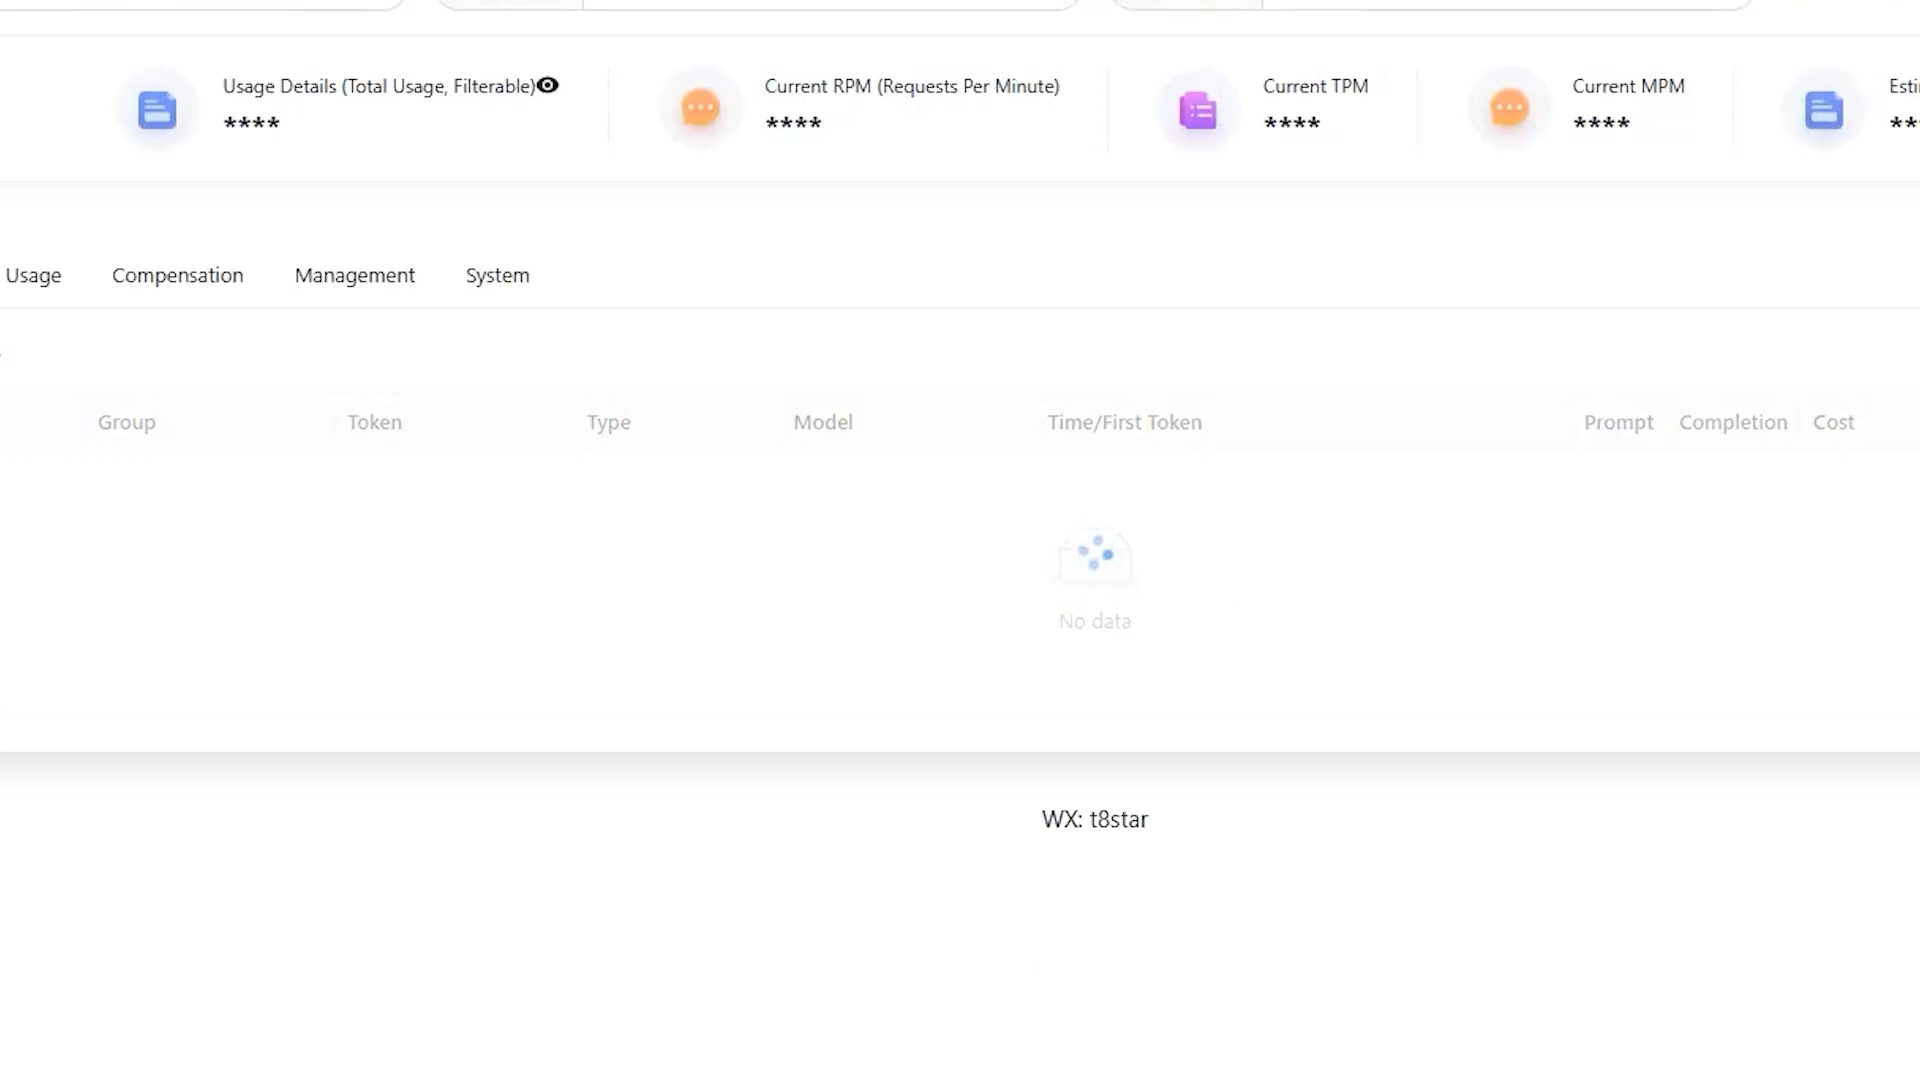 Usage Details (Total Usage, Filterable)
****
Current RPM (Requests Per Minute)
****
Current TPM
****
Current MPM
****
Usage Compensation Management System
Group Token Type Model Time/First Token Prompt Completion Cost
No data
WX: t8star